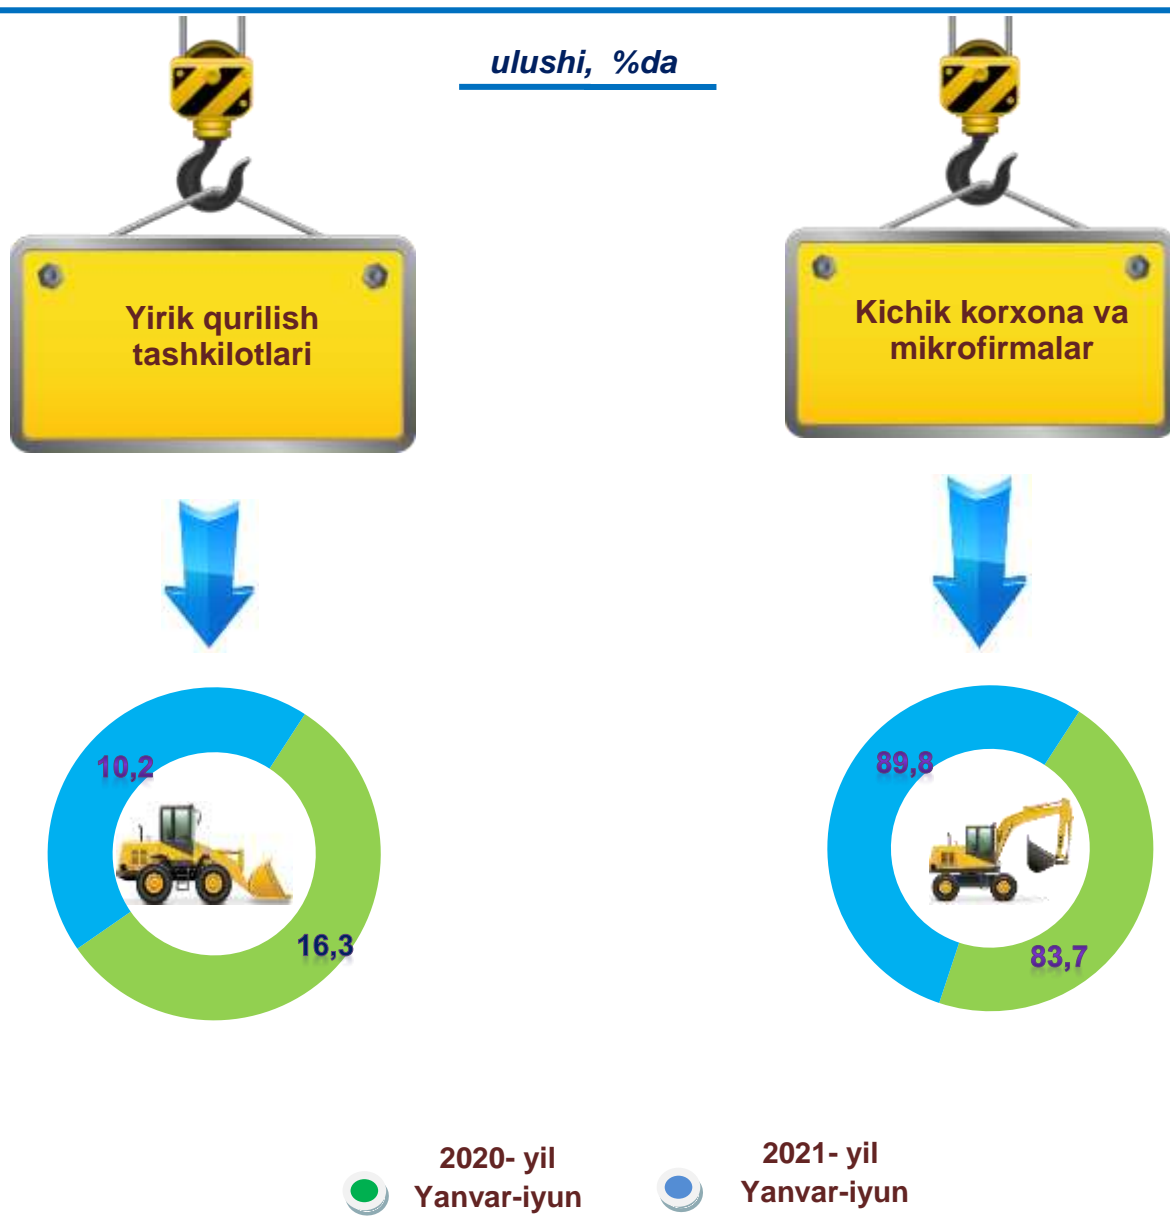 ulushi, %da
Yirik qurilish
tashkilotlari
Kichik korxona va
mikrofirmalar
10,2
16,3
89,8
83,7
2020- yil
Yanvar-iyun
2021- yil
Yanvar-iyun